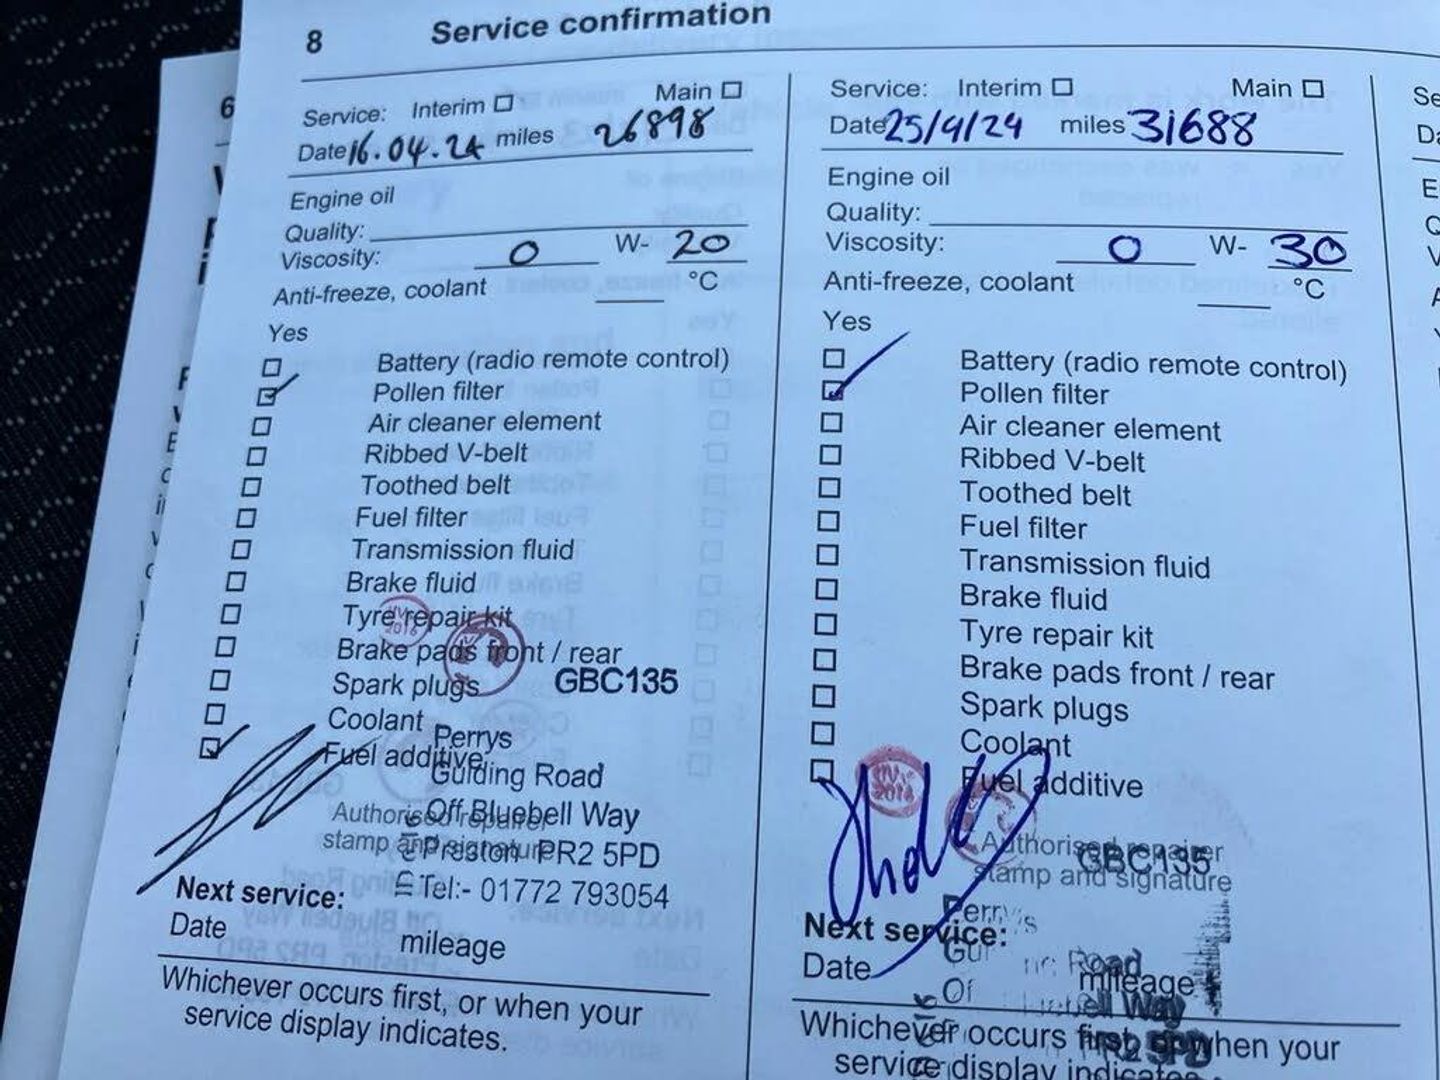 8 Service confirmation
Service: Interim Main
Date 16.04.24 miles 26898
Engine oil
Quality:
Viscosity: 0 W- 20
Anti-freeze, coolant °C
Yes
Battery (radio remote control)
Pollen filter
Air cleaner element
Ribbed V-belt
Toothed belt
Fuel filter
Transmission fluid
Brake fluid
Tyre repair kit
Brake pads front / rear
Spark plugs
GBC135
Coolant
Perrys
Fuel additive
Guiding Road
Off Bluebell Way
Authorised repairer
stamp and signature
Preston PR2 5PD
Tel:- 01772 793054
Next service:
Date mileage
Whichever occurs first, or when your
service display indicates.
Service: Interim Main
Date 25/9/24 miles 31688
Engine oil
Quality:
Viscosity: 0 W- 30
Anti-freeze, coolant °C
Yes
Battery (radio remote control)
Pollen filter
Air cleaner element
Ribbed V-belt
Toothed belt
Fuel filter
Transmission fluid
Brake fluid
Tyre repair kit
Brake pads front / rear
Spark plugs
Coolant
Fuel additive
2016
Authorised repairer
GBC135
stamp and signature
Perrys
Next service:
Road
Date mileage
Way
Whichever occurs first, or when your
service display indicates
6